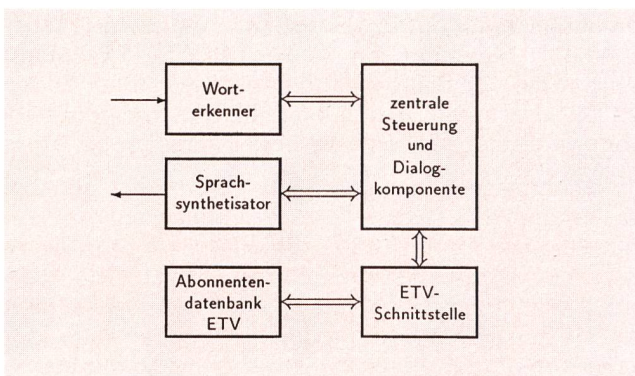 Wort-
erkenner
zentrale
Steuerung
und
Dialog-
komponente
Sprach-
synthetisator
Abonnenten-
datenbank
ETV
ETV-
Schnittstelle